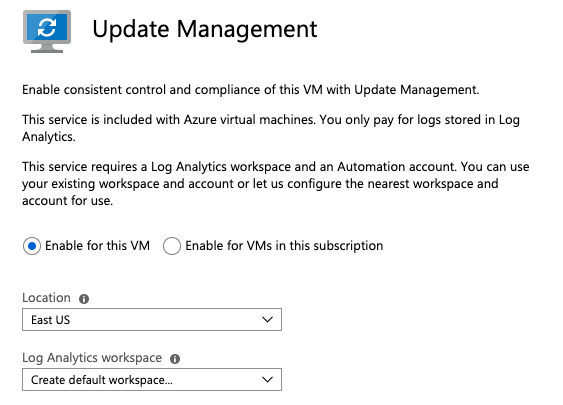 Update Management
Enable consistent control and compliance of this VM with Update Management.
This service is included with Azure virtual machines. You only pay for logs stored in Log
Analytics.
This service requires a Log Analytics workspace and an Automation account. You can use
your existing workspace and account or let us configure the nearest workspace and
account for use.
Enable for this VM Enable for VMs in this subscription
Location
East US
Log Analytics workspace
Create default workspace...